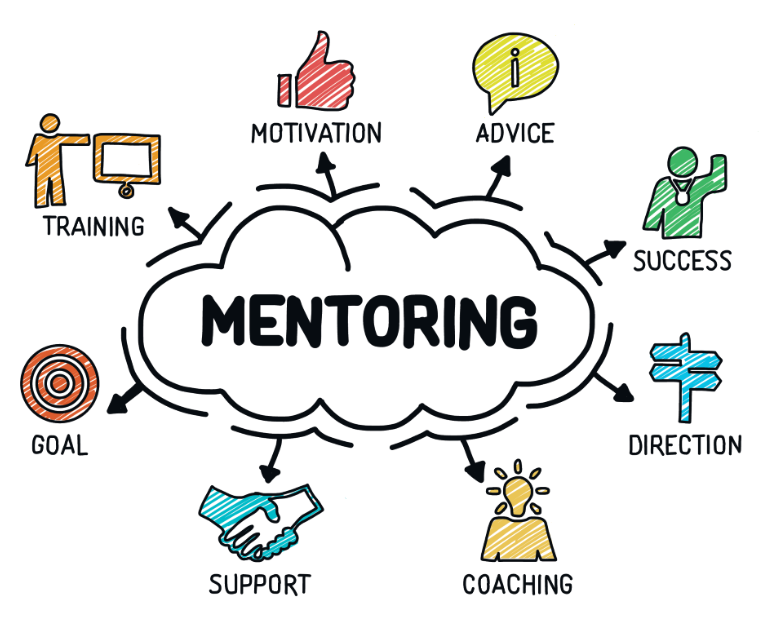 MOTIVATION
ADVICE
TRAINING
SUCCESS
MENTORING
GOAL
DIRECTION
SUPPORT
COACHING